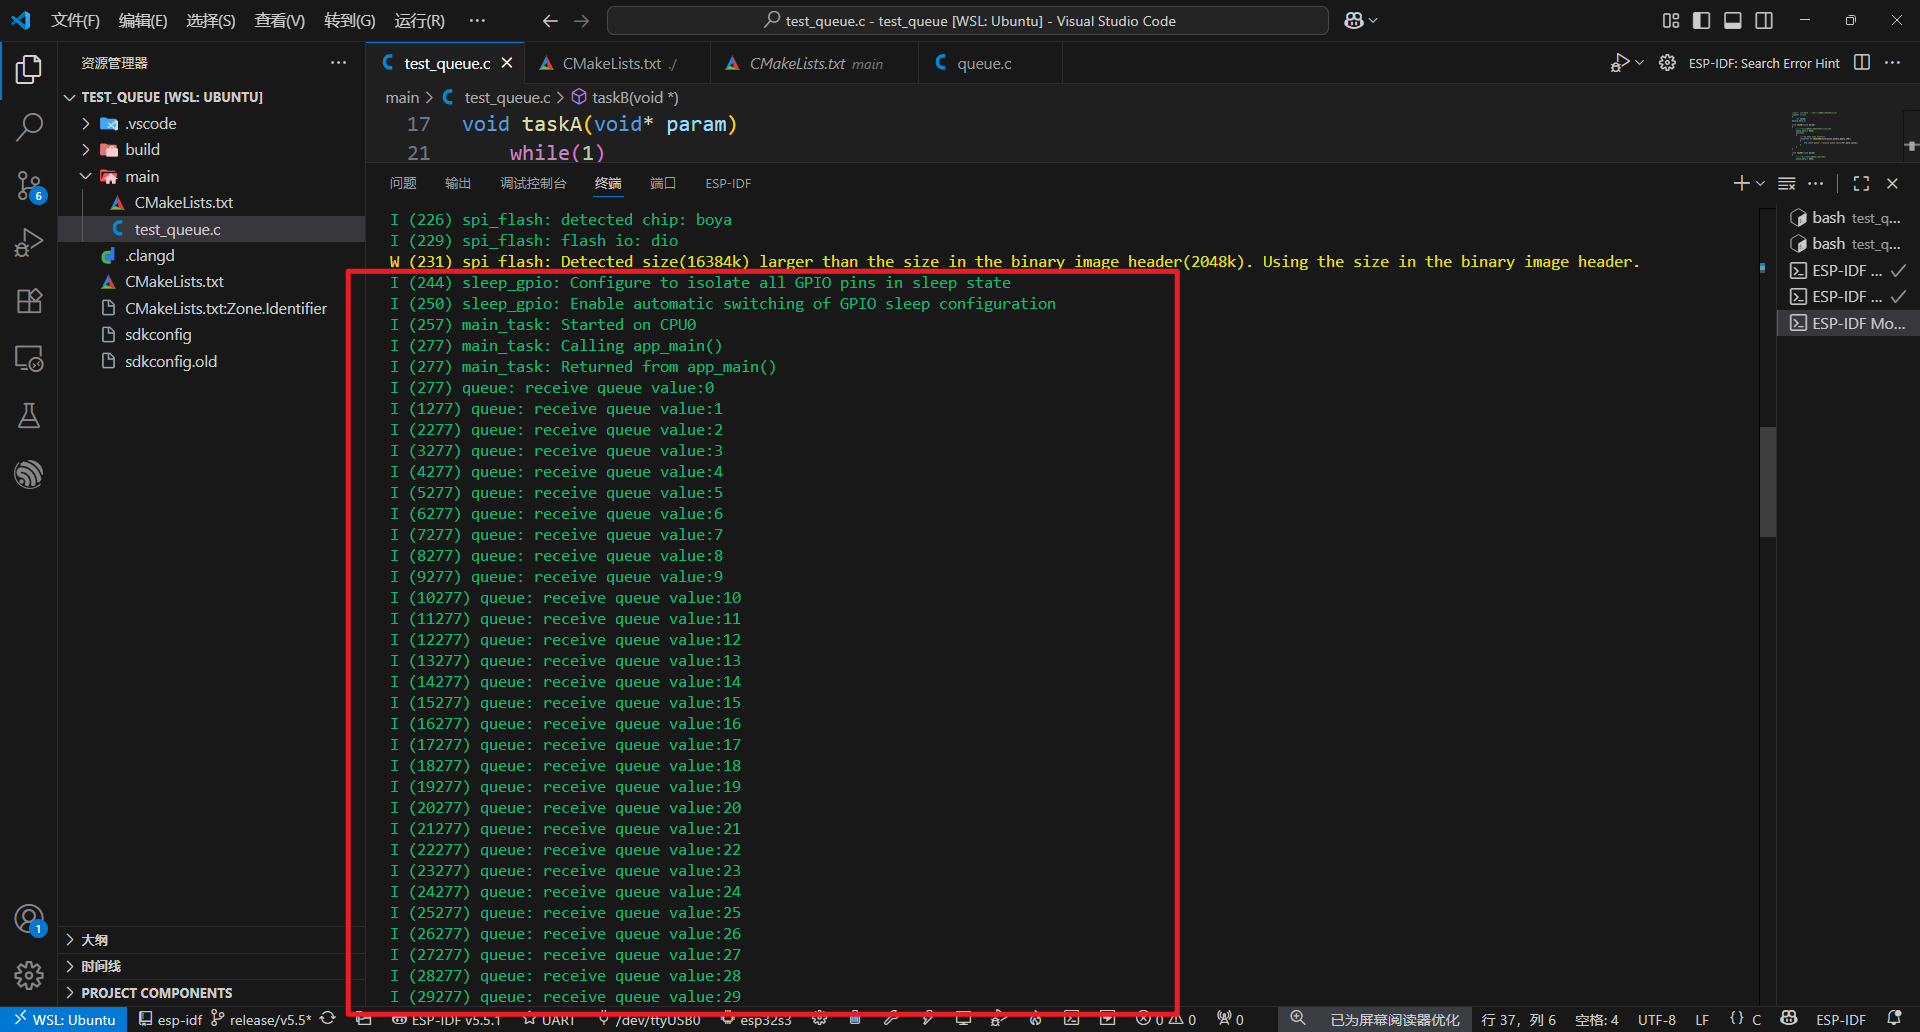 文件(F) 编辑(E) 选择(S) 查看(V) 转到(G) 运行(R) ···
test_queue.c - test_queue [WSL: Ubuntu] - Visual Studio Code
资源管理器
TEST_QUEUE [WSL: UBUNTU]
.vscode
build
main
CMakeLists.txt
test_queue.c
.clangd
CMakeLists.txt
CMakeLists.txt:Zone.Identifier
sdkconfig
sdkconfig.old
大纲
时间线
PROJECT COMPONENTS
6
1
test_queue.c
CMakeLists.txt ./
CMakeLists.txt main
queue.c
ESP-IDF: Search Error Hint
main > test_queue.c > taskB(void *)
17 void taskA(void* param)
21 while(1)
问题 输出 调试控制台 终端 端口 ESP-IDF
I (226) spi_flash: detected chip: boya
I (229) spi_flash: flash io: dio
W (231) spi_flash: Detected size(16384k) larger than the size in the binary image header(2048k). Using the size in the binary image header.
I (244) sleep_gpio: Configure to isolate all GPIO pins in sleep state
I (250) sleep_gpio: Enable automatic switching of GPIO sleep configuration
I (257) main_task: Started on CPU0
I (277) main_task: Calling app_main()
I (277) main_task: Returned from app_main()
I (277) queue: receive queue value:0
I (1277) queue: receive queue value:1
I (2277) queue: receive queue value:2
I (3277) queue: receive queue value:3
I (4277) queue: receive queue value:4
I (5277) queue: receive queue value:5
I (6277) queue: receive queue value:6
I (7277) queue: receive queue value:7
I (8277) queue: receive queue value:8
I (9277) queue: receive queue value:9
I (10277) queue: receive queue value:10
I (11277) queue: receive queue value:11
I (12277) queue: receive queue value:12
I (13277) queue: receive queue value:13
I (14277) queue: receive queue value:14
I (15277) queue: receive queue value:15
I (16277) queue: receive queue value:16
I (17277) queue: receive queue value:17
I (18277) queue: receive queue value:18
I (19277) queue: receive queue value:19
I (20277) queue: receive queue value:20
I (21277) queue: receive queue value:21
I (22277) queue: receive queue value:22
I (23277) queue: receive queue value:23
I (24277) queue: receive queue value:24
I (25277) queue: receive queue value:25
I (26277) queue: receive queue value:26
I (27277) queue: receive queue value:27
I (28277) queue: receive queue value:28
I (29277) queue: receive queue value:29
bash test_q...
bash test_q...
ESP-IDF ...
ESP-IDF ...
ESP-IDF Mo...
WSL: Ubuntu esp-idf release/v5.5* ESP-IDF v5.5.1 UART /dev/ttyUSB0 esp32s3 0 0 0 已为屏幕阅读器优化 行 37，列 6 空格: 4 UTF-8 LF {} C ESP-IDF